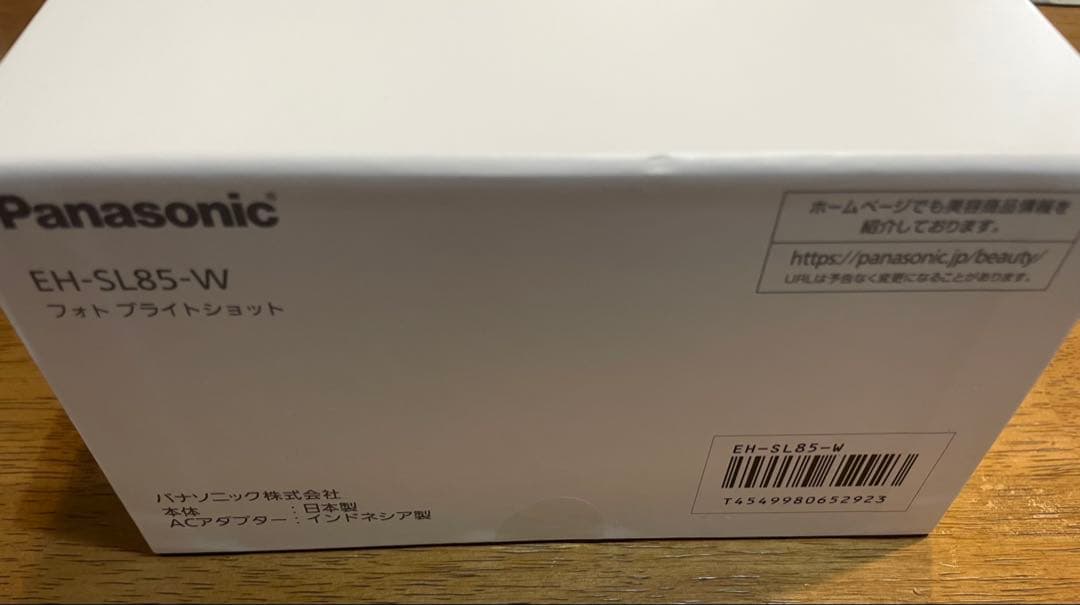 Panasonic
EH-SL85-W
フォト ブライトショット
ホームページでも美容商品情報を
紹介しております。
https://panasonic.jp/beauty/
URLは予告なく変更になることがあります。
パナソニック株式会社
本体　　　　：日本製
ACアダプター：インドネシア製
EH-SL85-W
T4549980652923